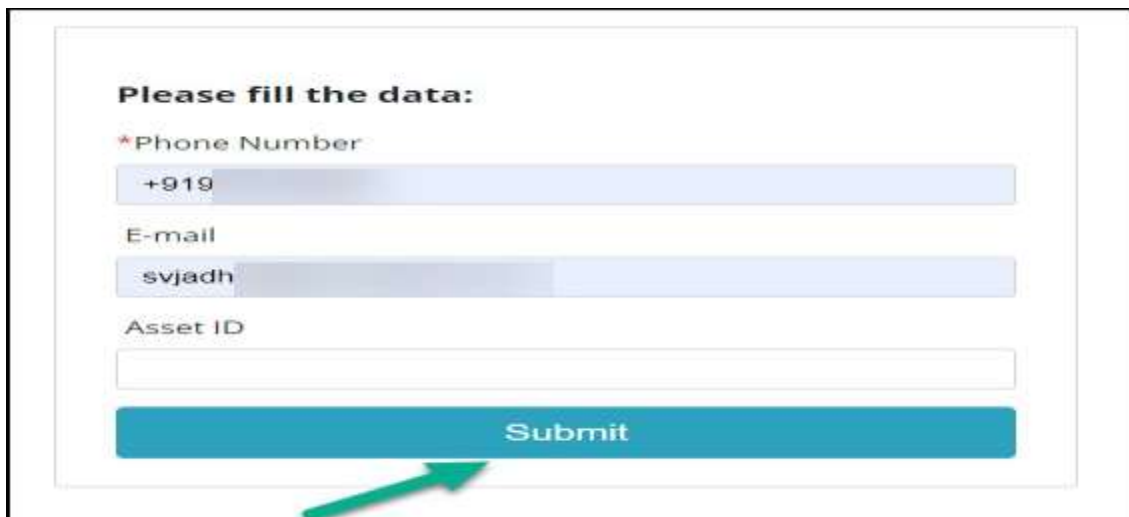 Please fill the data:
*Phone Number
+919
E-mail
svjadh
Asset ID
Submit